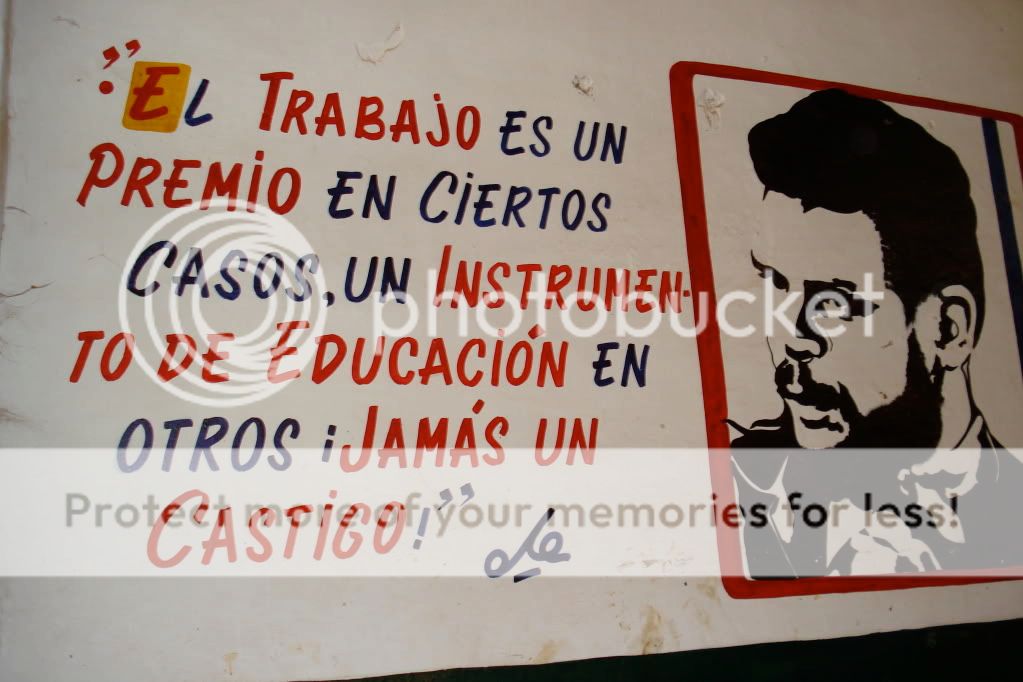 "EL TRABAJO ES UN
PREMIO EN CIERTOS
CASOS, UN INSTRUMEN-
TO DE EDUCACIÓN EN
OTROS ¡JAMÁS UN
CASTIGO!"
che
photobucket
Protect more of your memories for less!